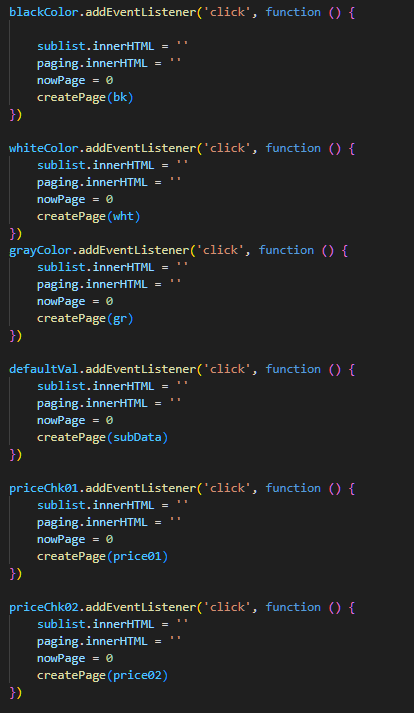 blackColor.addEventListener('click', function () {
sublist.innerHTML = ''
paging.innerHTML = ''
nowPage = 0
createPage(bk)
})
whiteColor.addEventListener('click', function () {
sublist.innerHTML = ''
paging.innerHTML = ''
nowPage = 0
createPage(wht)
})
grayColor.addEventListener('click', function () {
sublist.innerHTML = ''
paging.innerHTML = ''
nowPage = 0
createPage(gr)
})
defaultVal.addEventListener('click', function () {
sublist.innerHTML = ''
paging.innerHTML = ''
nowPage = 0
createPage(subData)
})
priceChk01.addEventListener('click', function () {
sublist.innerHTML = ''
paging.innerHTML = ''
nowPage = 0
createPage(price01)
})
priceChk02.addEventListener('click', function () {
sublist.innerHTML = ''
paging.innerHTML = ''
nowPage = 0
createPage(price02)
})